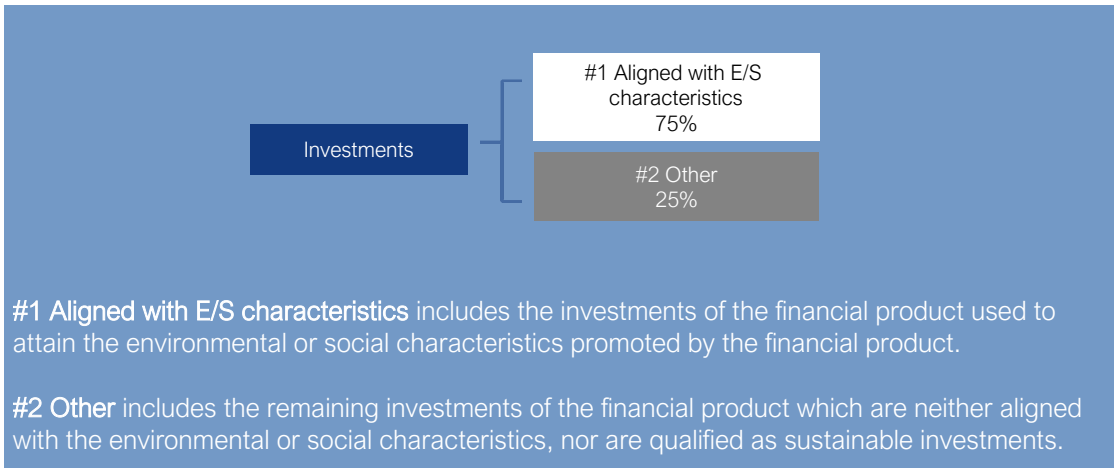 #1 Aligned with E/S
characteristics
75%
Investments
#2 Other
25%
#1 Aligned with E/S characteristics includes the investments of the financial product used to
attain the environmental or social characteristics promoted by the financial product.
#2 Other includes the remaining investments of the financial product which are neither aligned
with the environmental or social characteristics, nor are qualified as sustainable investments.